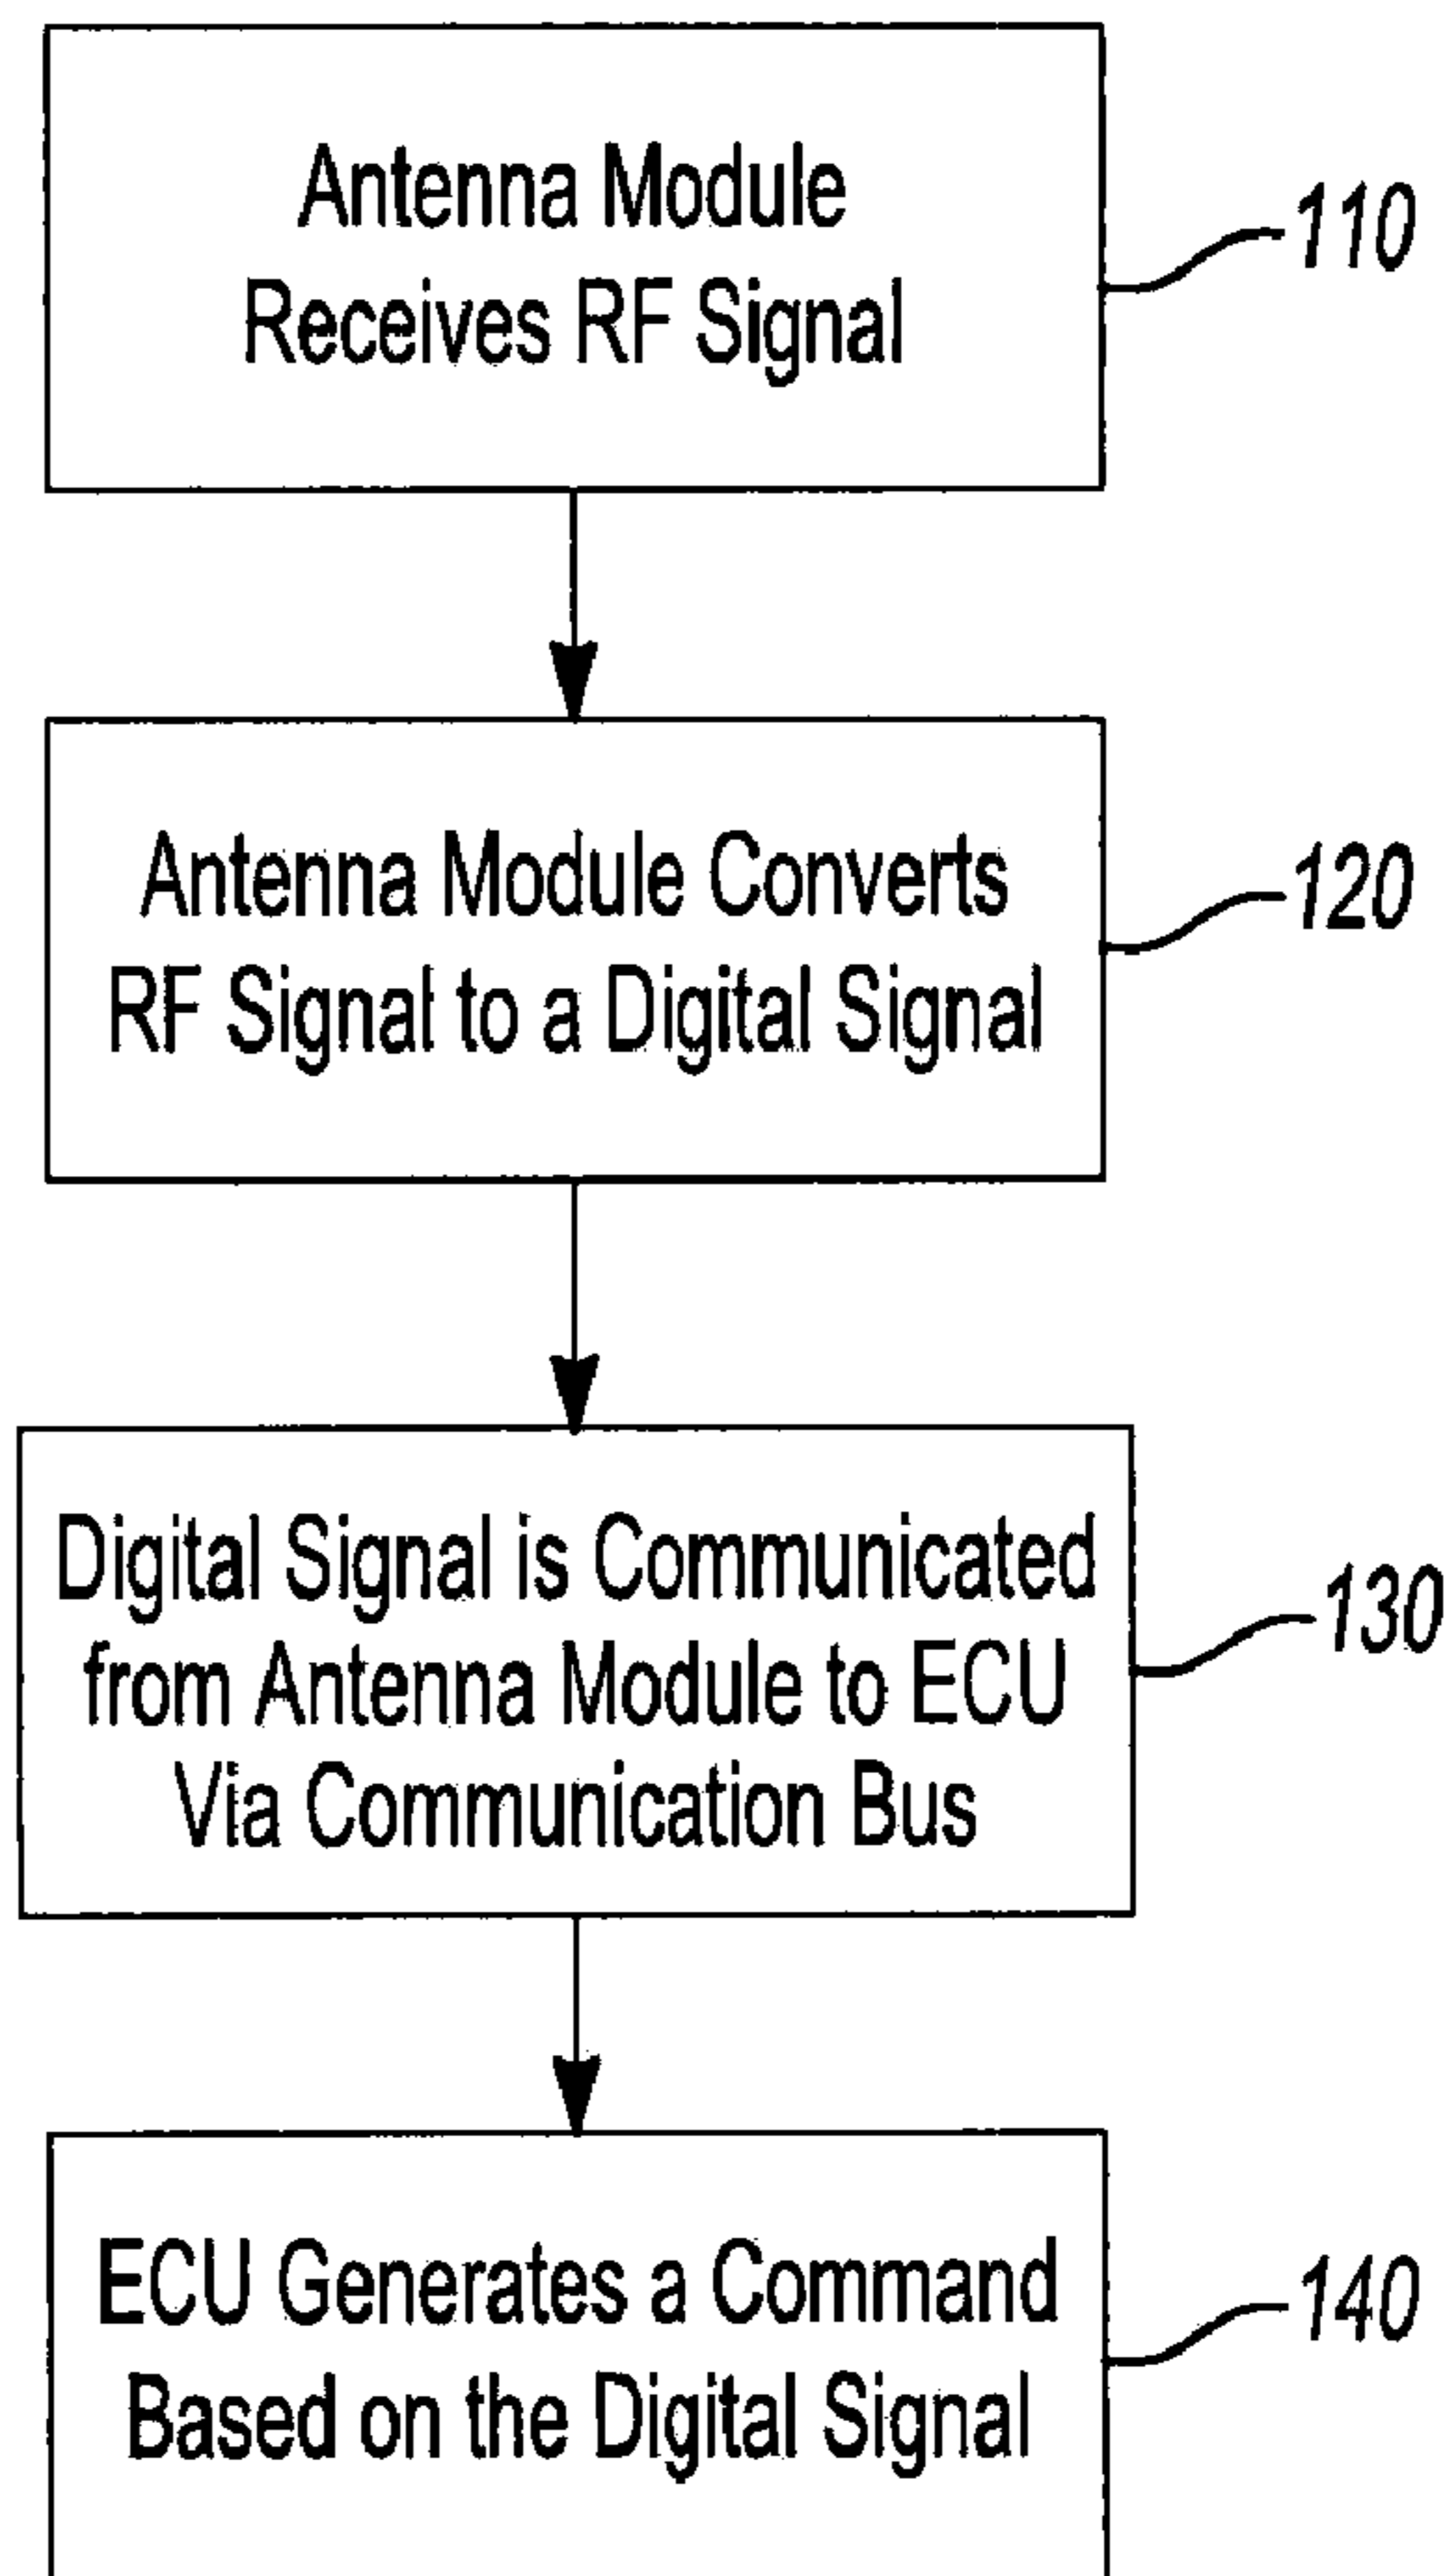 Antenna Module
Receives RF Signal
110
Antenna Module Converts
RF Signal to a Digital Signal
120
Digital Signal is Communicated
from Antenna Module to ECU
Via Communication Bus
130
ECU Generates a Command
Based on the Digital Signal
140